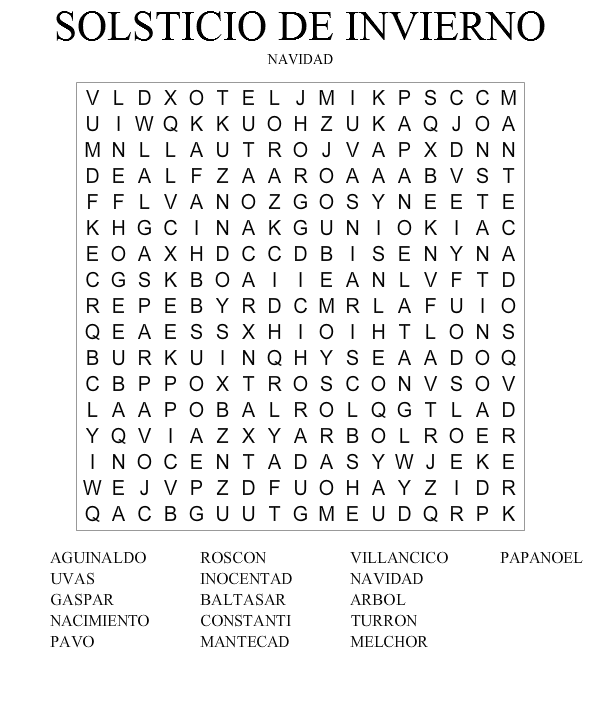 SOLSTICIO DE INVIERNO
NAVIDAD
V L D X O T E L J M I K P S C C M
U I W Q K K U O H Z U K A Q J O A
M N L L A U T R O J V A P X D N N
D E A L F Z A A R O A A A B V S T
F F L V A N O Z G O S Y N E E T E
K H G C I N A K G U N I O K I A C
E O A X H D C C D B I S E N Y N A
C G S K B O A I I E A N L V F T D
R E P E B Y R D C M R L A F U I O
Q E A E S S X H I O I H T L O N S
B U R K U I N Q H Y S E A A D O Q
C B P P O X T R O S C O N V S O V
L A A P O B A L R O L Q G T L A D
Y Q V I A Z X Y A R B O L R O E R
I N O C E N T A D A S Y W J E K E
W E J V P Z D F U O H A Y Z I D R
Q A C B G U U T G M E U D Q R P K
AGUINALDO ROSCON VILLANCICO PAPANOEL
UVAS INOCENTAD NAVIDAD
GASPAR BALTASAR ARBOL
NACIMIENTO CONSTANTI TURRON
PAVO MANTECAD MELCHOR